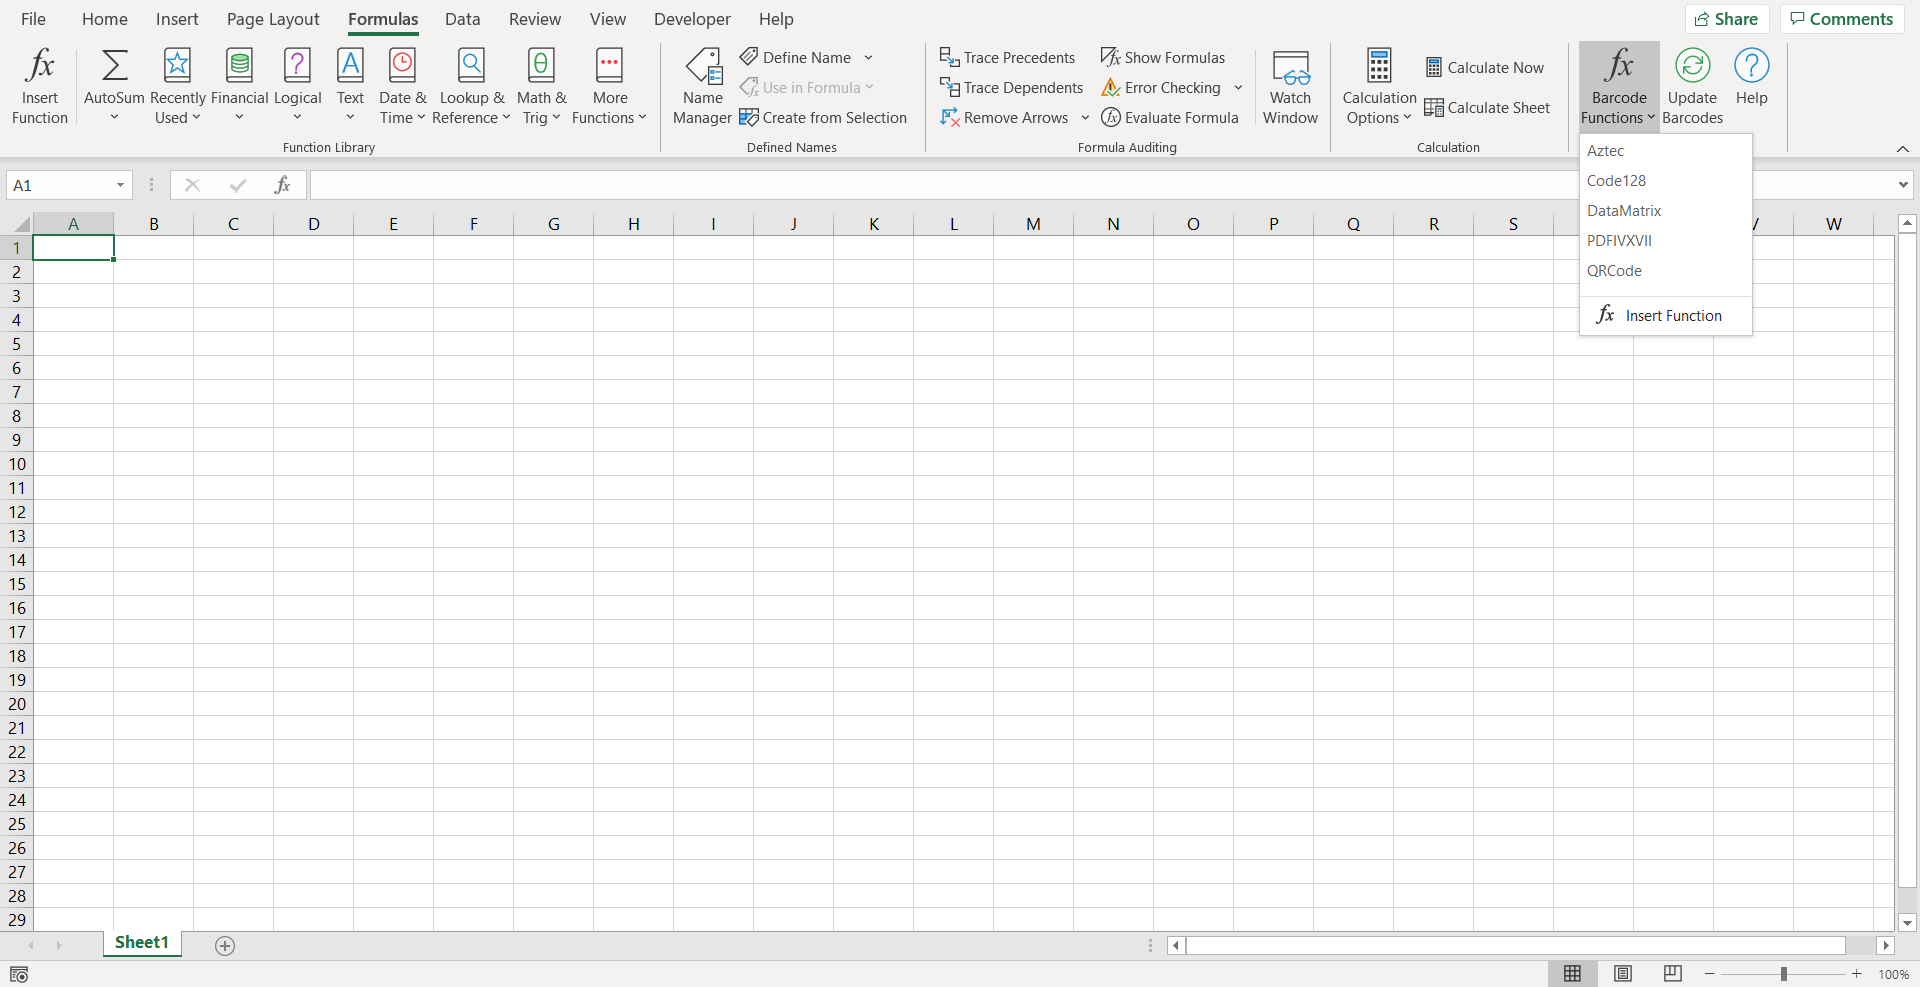 File Home Insert Page Layout Formulas Data Review View Developer Help Share Comments
Insert Function
AutoSum
Recently Used
Financial
Logical
Text
Date & Time
Lookup & Reference
Math & Trig
More Functions
Function Library
Name Manager
Define Name
Use in Formula
Create from Selection
Defined Names
Trace Precedents
Trace Dependents
Remove Arrows
Show Formulas
Error Checking
Evaluate Formula
Formula Auditing
Watch Window
Calculation Options
Calculate Now
Calculate Sheet
Calculation
Barcode Functions
Update Barcodes
Help
Aztec
Code128
DataMatrix
PDFIVXVII
QRCode
fx Insert Function
A1
fx
A B C D E F G H I J K L M N O P Q R S V W
1
2
3
4
5
6
7
8
9
10
11
12
13
14
15
16
17
18
19
20
21
22
23
24
25
26
27
28
29
Sheet1
100%